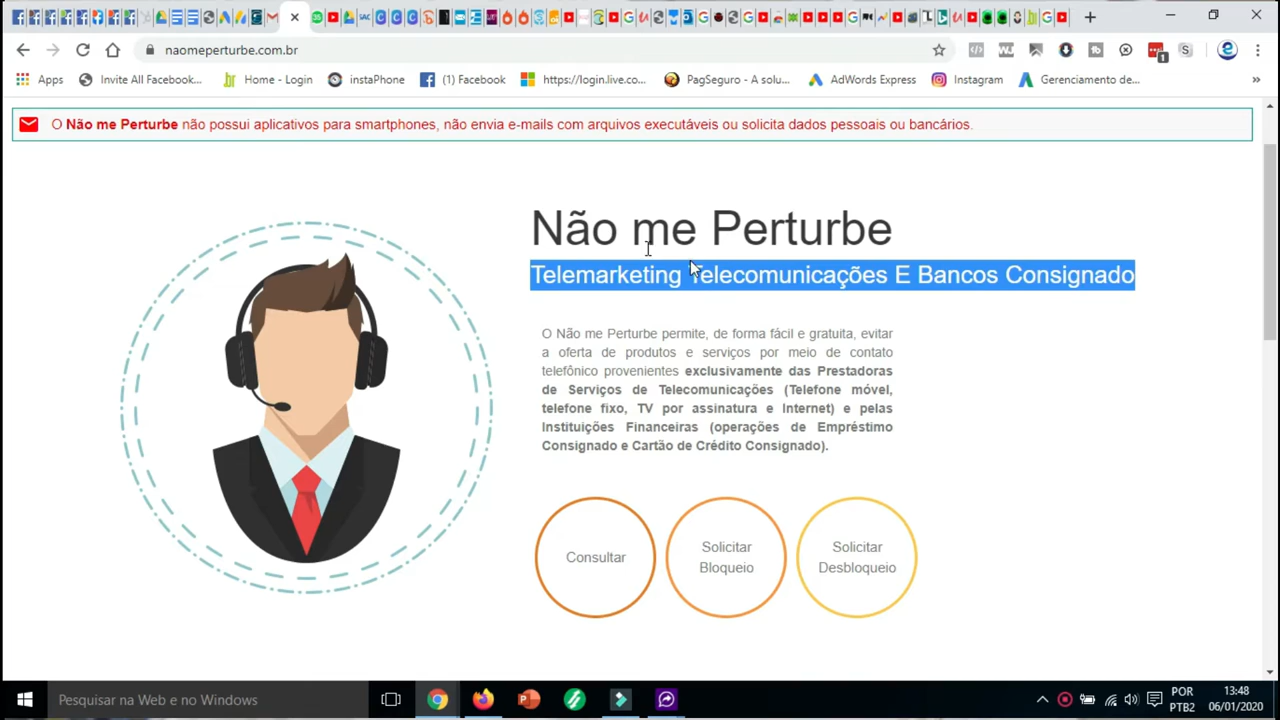 naomeperturbe.com.br
1
Apps
Invite All Facebook...
Home - Login
instaPhone
(1) Facebook
https://login.live.co...
PagSeguro - A solu...
AdWords Express
Instagram
Gerenciamento de...
»
O Não me Perturbe não possui aplicativos para smartphones, não envia e-mails com arquivos executáveis ou solicita dados pessoais ou bancários.
Não me Perturbe
Telemarketing Telecomunicações E Bancos Consignado
O Não me Perturbe permite, de forma fácil e gratuita, evitar
a oferta de produtos e serviços por meio de contato
telefônico provenientes exclusivamente das Prestadoras
de Serviços de Telecomunicações (Telefone móvel,
telefone fixo, TV por assinatura e Internet) e pelas
Instituições Financeiras (operações de Empréstimo
Consignado e Cartão de Crédito Consignado).
Consultar
Solicitar
Bloqueio
Solicitar
Desbloqueio
Pesquisar na Web e no Windows
POR
PTB2
13:48
06/01/2020